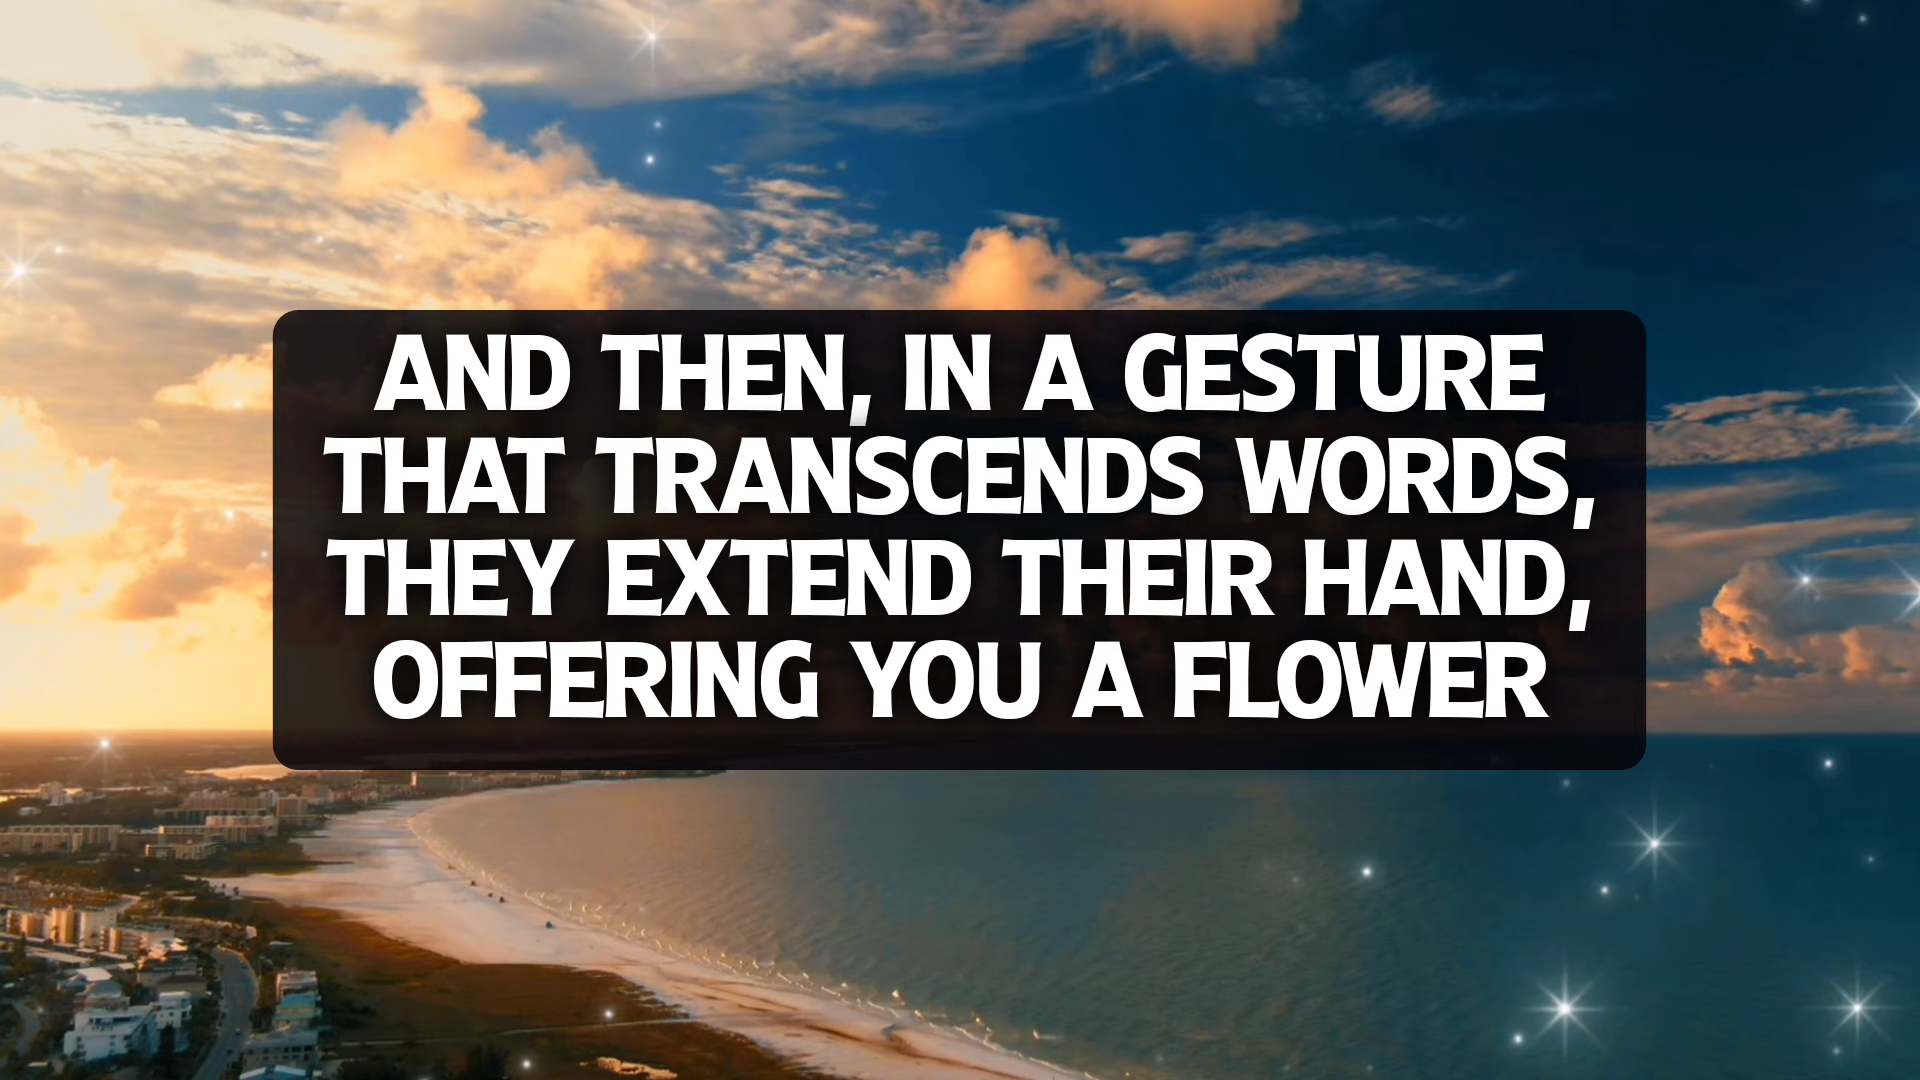 AND THEN, IN A GESTURE
THAT TRANSCENDS WORDS,
THEY EXTEND THEIR HAND,
OFFERING YOU A FLOWER